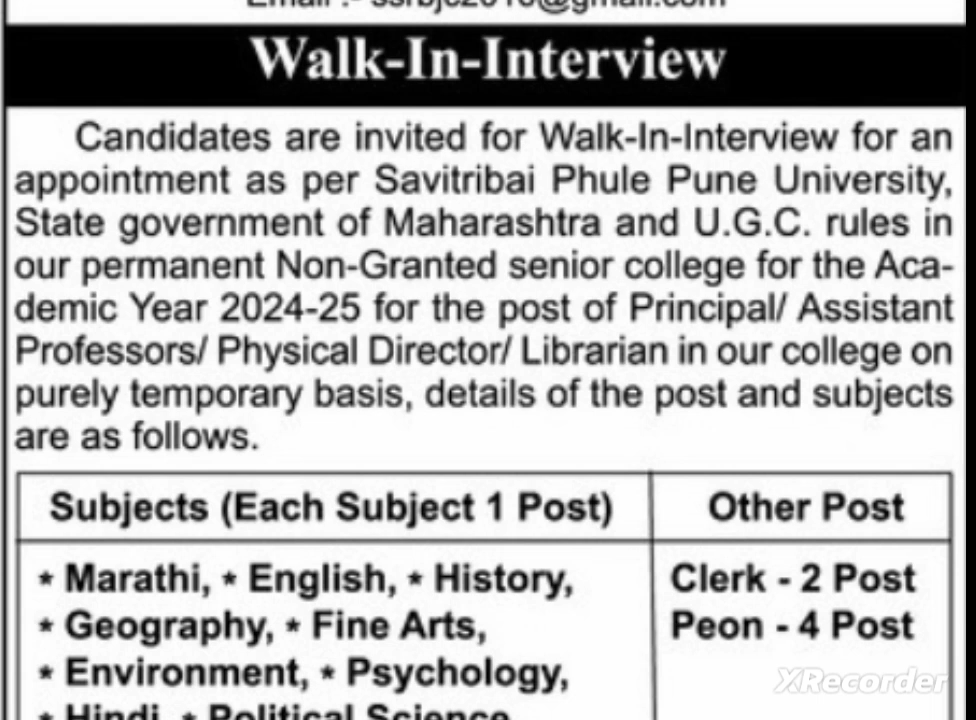 Walk-In-Interview
Candidates are invited for Walk-In-Interview for an
appointment as per Savitribai Phule Pune University,
State government of Maharashtra and U.G.C. rules in
our permanent Non-Granted senior college for the Aca-
demic Year 2024-25 for the post of Principal/ Assistant
Professors/ Physical Director/ Librarian in our college on
purely temporary basis, details of the post and subjects
are as follows.
Subjects (Each Subject 1 Post) Other Post
* Marathi, * English, * History, Clerk - 2 Post
* Geography, * Fine Arts, Peon - 4 Post
* Environment, * Psychology,
XRecorder
* Hindi, * Political Science